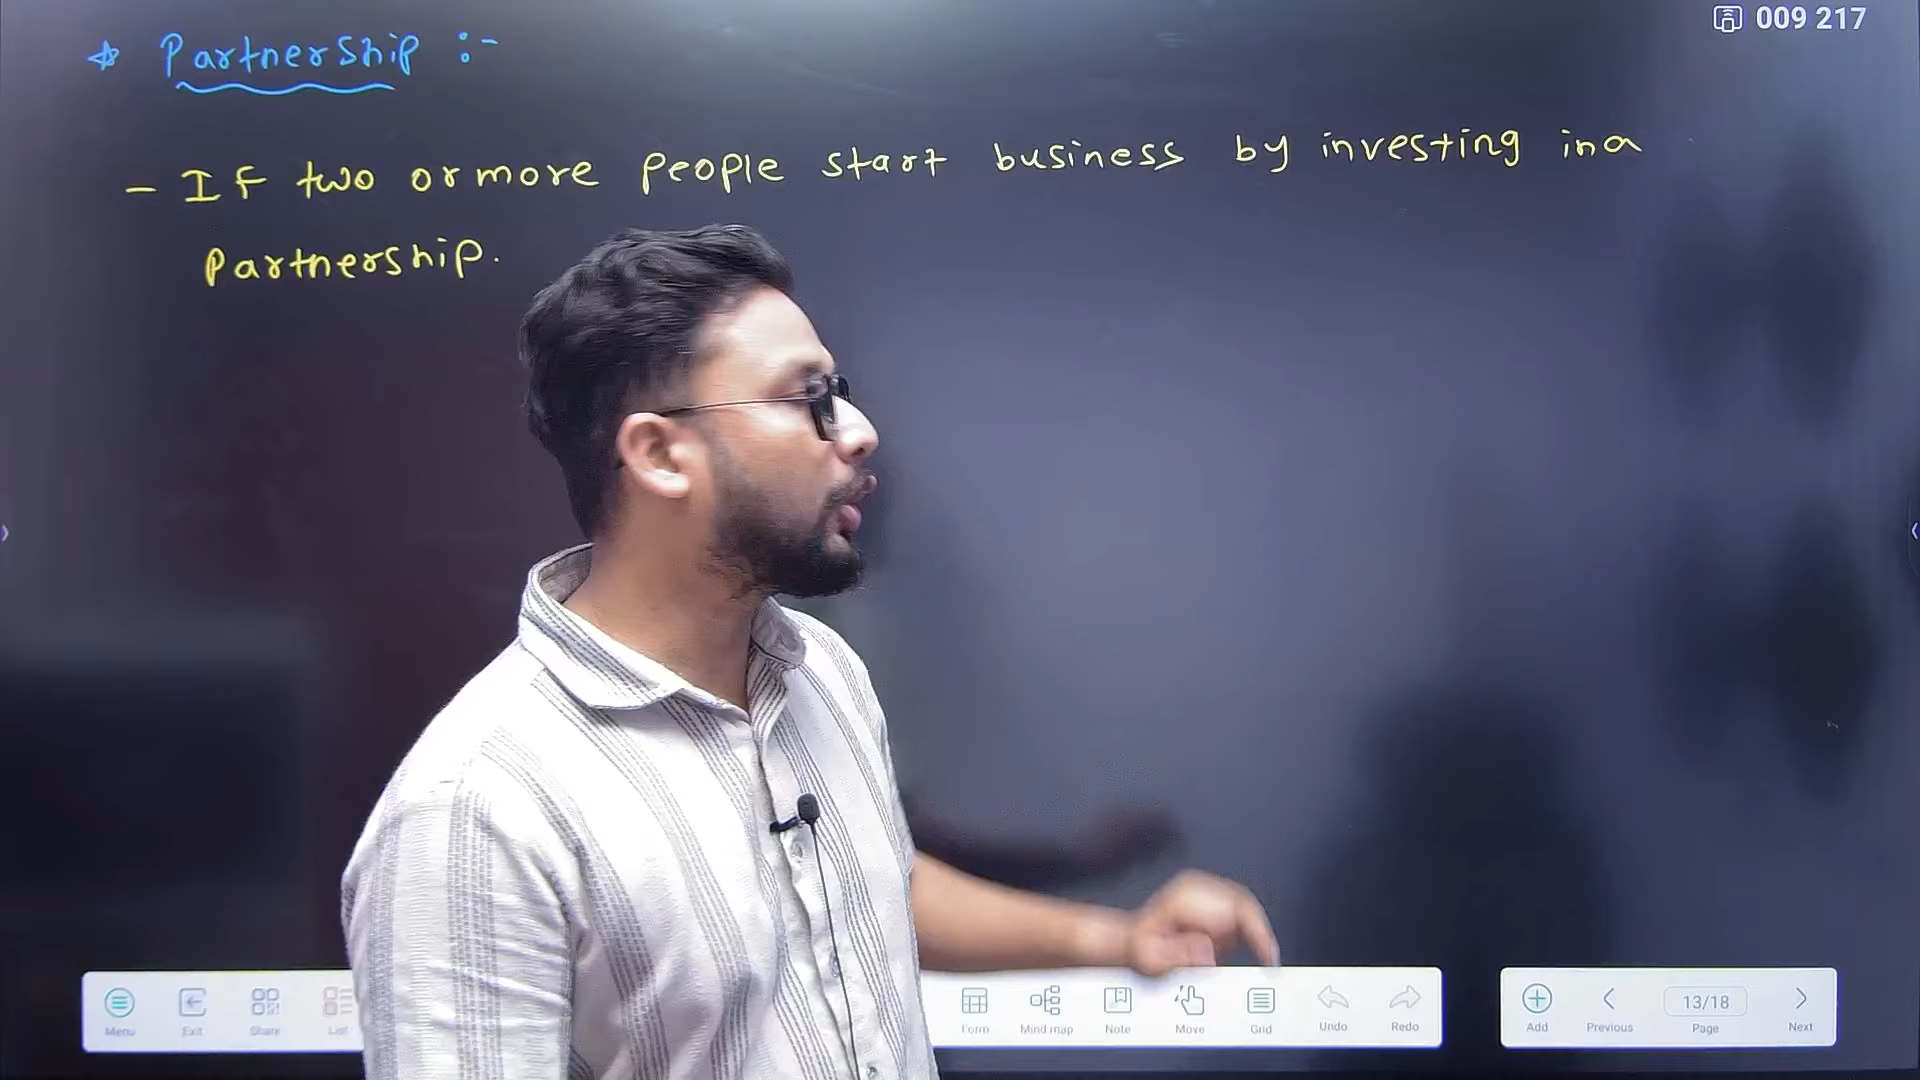 009 217
☆ Partnership :-
- If two or more people start business by investing in a
Partnership.
Menu Exit Share List Form Mind map Note Move Grid Undo Redo Add Previous 13/18 Page Next